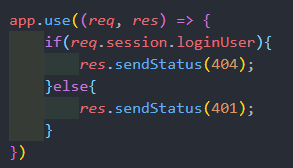 app.use((req, res) => {
    if(req.session.loginUser){
        res.sendStatus(404);
    }else{
        res.sendStatus(401);
    }
})